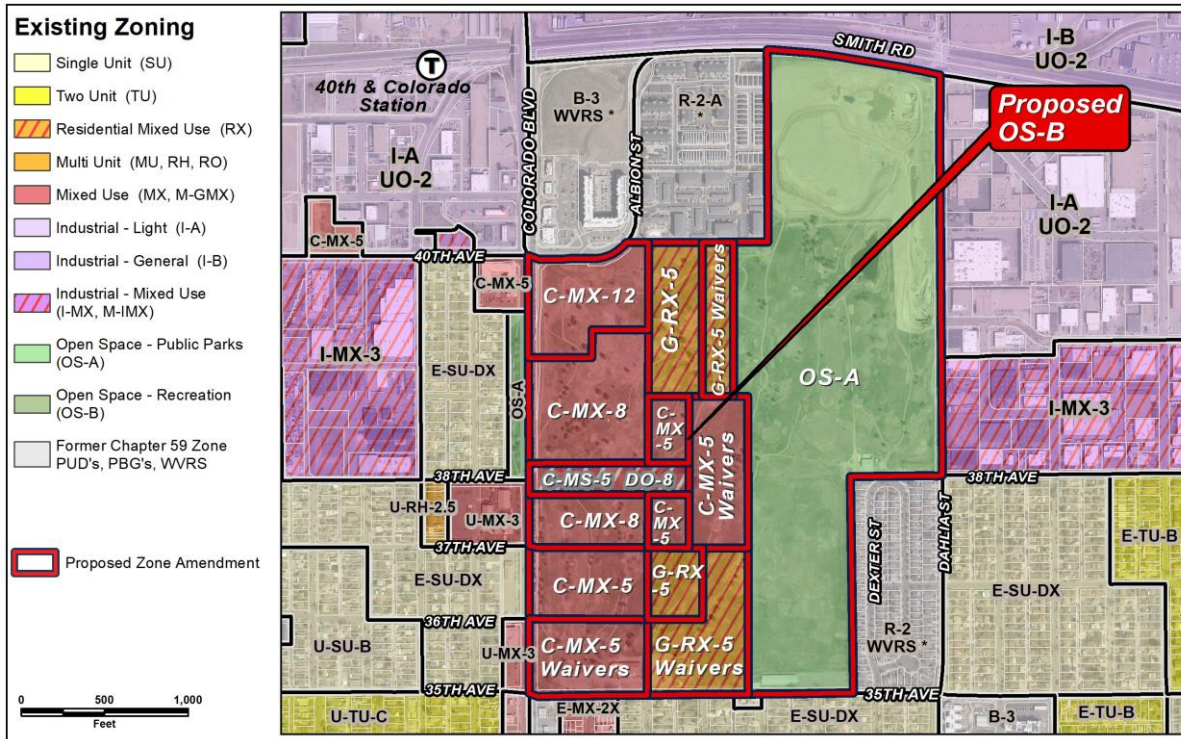 Existing Zoning
Single Unit (SU)
Two Unit (TU)
Residential Mixed Use (RX)
Multi Unit (MU, RH, RO)
Mixed Use (MX, M-GMX)
Industrial - Light (I-A)
Industrial - General (I-B)
Industrial - Mixed Use
(I-MX, M-IMX)
Open Space - Public Parks
(OS-A)
Open Space - Recreation
(OS-B)
Former Chapter 59 Zone
PUD's, PBG's, WVRS
Proposed Zone Amendment
0 500 1,000
Feet
T
40th & Colorado
Station
I-A
UO-2
COLORADO BLVD
B-3
WVRS *
ALBION ST
R-2-A
*
SMITH RD
I-B
UO-2
Proposed
OS-B
I-A
UO-2
C-MX-5
40TH AVE
C-MX-5
I-MX-3
E-SU-DX
OS-A
C-MX-12
G-RX-5
G-RX-5 Waivers
OS-A
I-MX-3
C-MX-8
C-
MX
-5
C-MX-5
Waivers
38TH AVE
C-MS-5 / DO-8
38TH AVE
U-RH-2.5
U-MX-3
C-MX-8
C-
MX
-5
37TH AVE
E-SU-DX
C-MX-5
G-RX
-5
DEXTER ST
DAHLIA ST
E-TU-B
E-SU-DX
36TH AVE
U-SU-B
U-MX-3
C-MX-5
Waivers
G-RX-5
Waivers
R-2
WVRS *
35TH AVE
35TH AVE
U-TU-C
E-MX-2X
E-SU-DX
B-3
E-TU-B